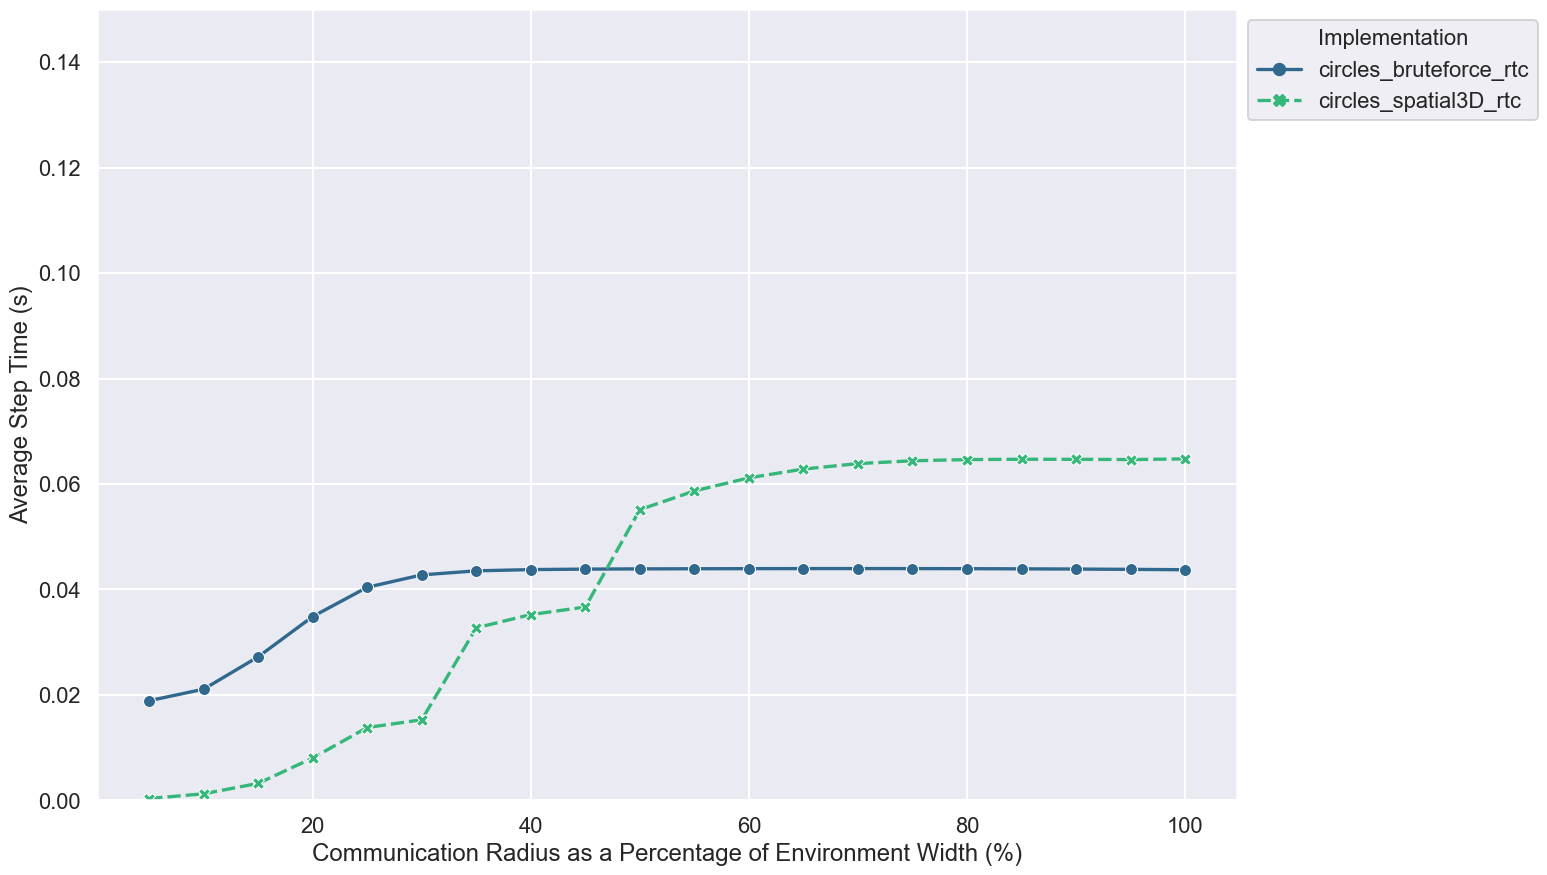 Implementation
circles_bruteforce_rtc
circles_spatial3D_rtc
Average Step Time (s)
0.14
0.12
0.10
0.08
0.06
0.04
0.02
0.00
20 40 60 80 100
Communication Radius as a Percentage of Environment Width (%)